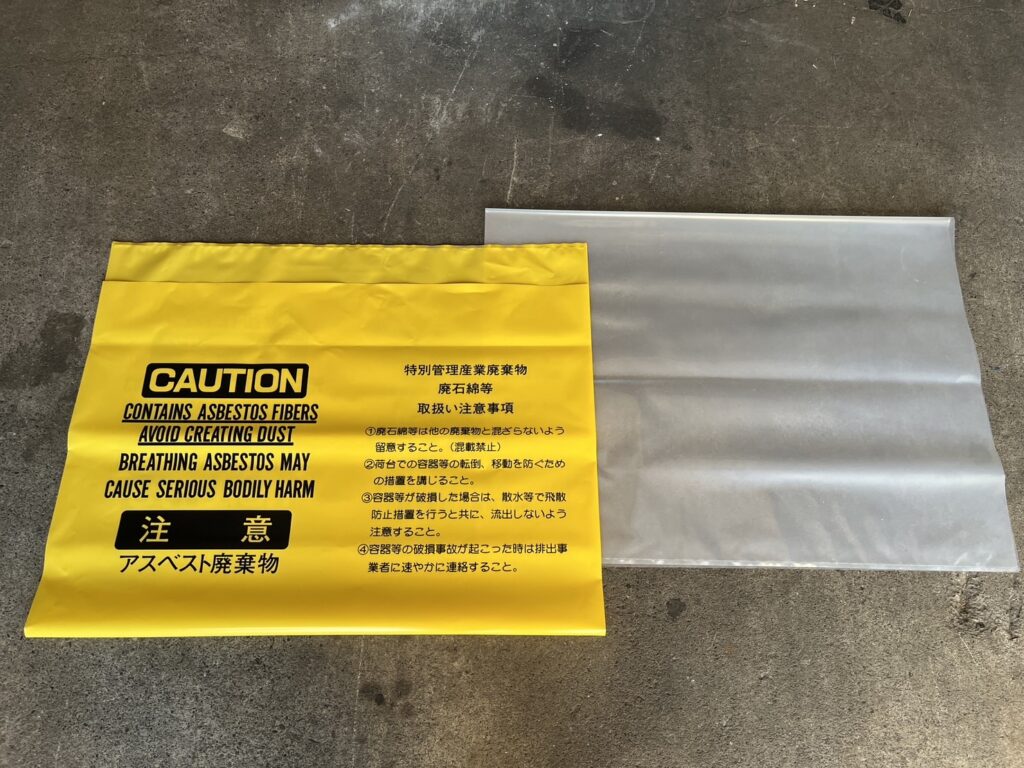 CAUTION
CONTAINS ASBESTOS FIBERS
AVOID CREATING DUST
BREATHING ASBESTOS MAY
CAUSE SERIOUS BODILY HARM
注 意
アスベスト廃棄物
特別管理産業廃棄物
廃石綿等
取扱い注意事項
①廃石綿等は他の廃棄物と混ざらないよう
留意すること。(混載禁止)
②荷台での容器等の転倒、移動を防ぐため
の措置を講じること。
③容器等が破損した場合は、散水等で飛散
防止措置を行うと共に、流出しないよう
注意すること。
④容器等の破損事故が起こった時は排出事
業者に速やかに連絡すること。